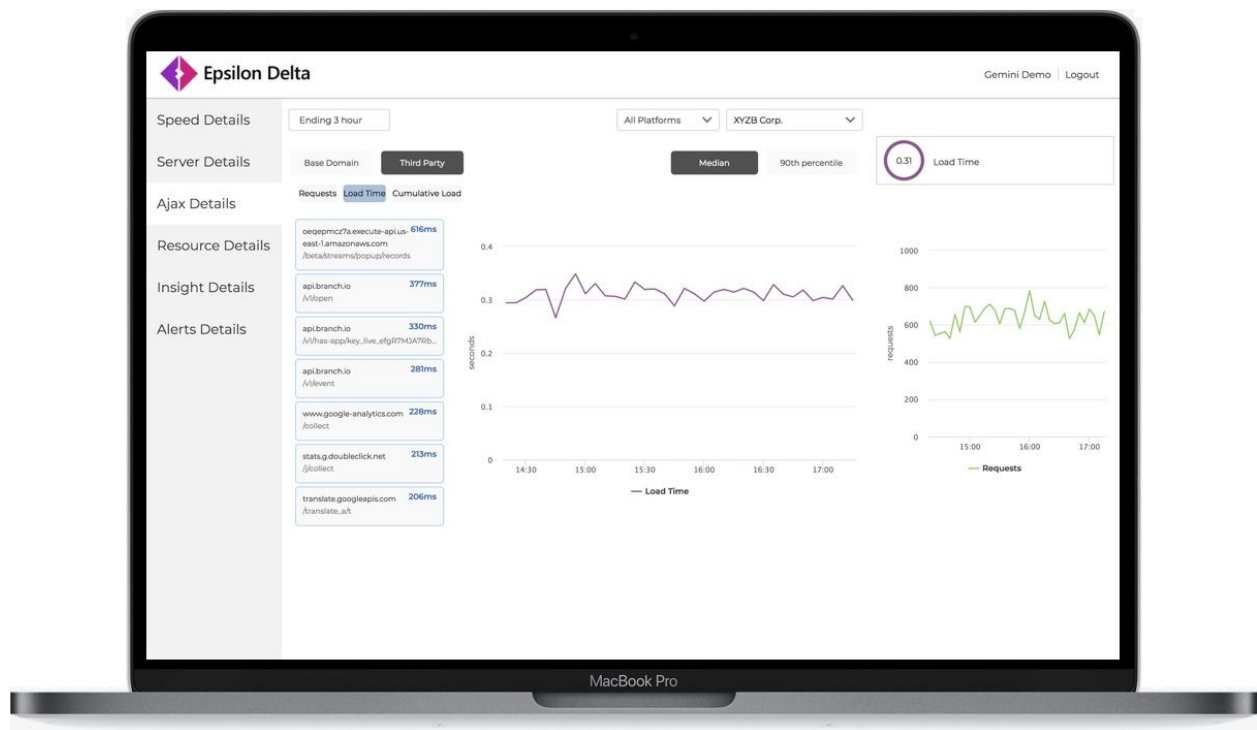 Epsilon Delta
Gemini Demo Logout
Speed Details
Server Details
Ajax Details
Resource Details
Insight Details
Alerts Details
Ending 3 hour
All Platforms
XYZB Corp.
Base Domain
Third Party
Median
90th percentile
0.31
Load Time
Requests Load Time Cumulative Load
oeqepmcz7a.execute-api.us- 616ms
east-1.amazonaws.com
/beta/streams/popup/records
api.branch.io 377ms
/v1/open
api.branch.io 330ms
/v1/has-app/key_live_efgR7MJA7Rb...
api.branch.io 281ms
/v1/event
www.google-analytics.com 228ms
/collect
stats.g.doubleclick.net 213ms
/j/collect
translate.googleapis.com 206ms
/translate_a/t
seconds
0.4
0.3
0.2
0.1
0
14:30 15:00 15:30 16:00 16:30 17:00
Load Time
requests
1000
800
600
400
200
0
15:00 16:00 17:00
Requests
MacBook Pro